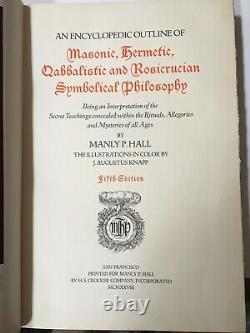 AN ENCYCLOPEDIC OUTLINE OF
Masonic, Hermetic,
Qabbalistic and Rosicrucian
Symbolical Philosophy
Being an Interpretation of the
Secret Teachings concealed within the Rituals, Allegories
and Mysteries of all Ages
BY
MANLY P. HALL
THE ILLUSTRATIONS IN COLOR BY
J. AUGUSTUS KNAPP
Fifth Edition
MPH
SAN FRANCISCO
PRINTED FOR MANLY P. HALL
BY H. S. CROCKER COMPANY, INCORPORATED
MCMXXVIII